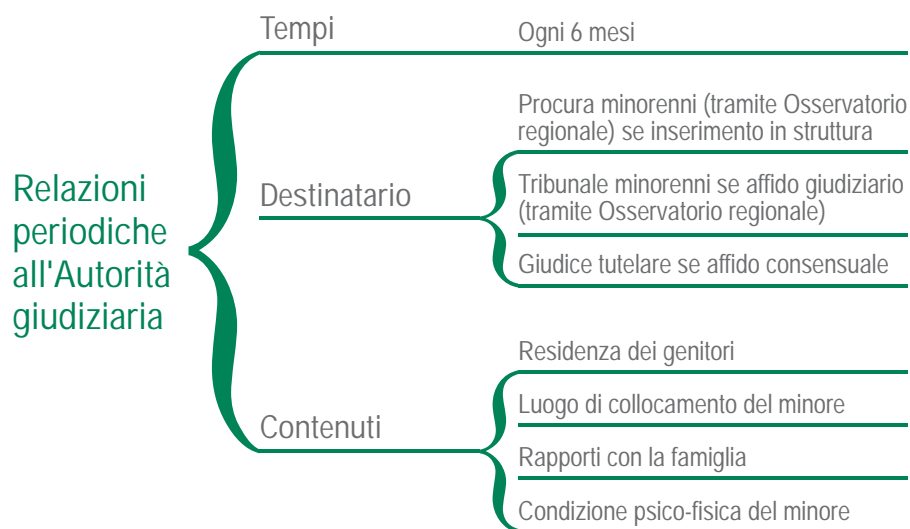 Relazioni
periodiche
all'Autorità
giudiziaria
Tempi
Ogni 6 mesi
Destinatario
Procura minorenni (tramite Osservatorio
regionale) se inserimento in struttura
Tribunale minorenni se affido giudiziario
(tramite Osservatorio regionale)
Giudice tutelare se affido consensuale
Contenuti
Residenza dei genitori
Luogo di collocamento del minore
Rapporti con la famiglia
Condizione psico-fisica del minore